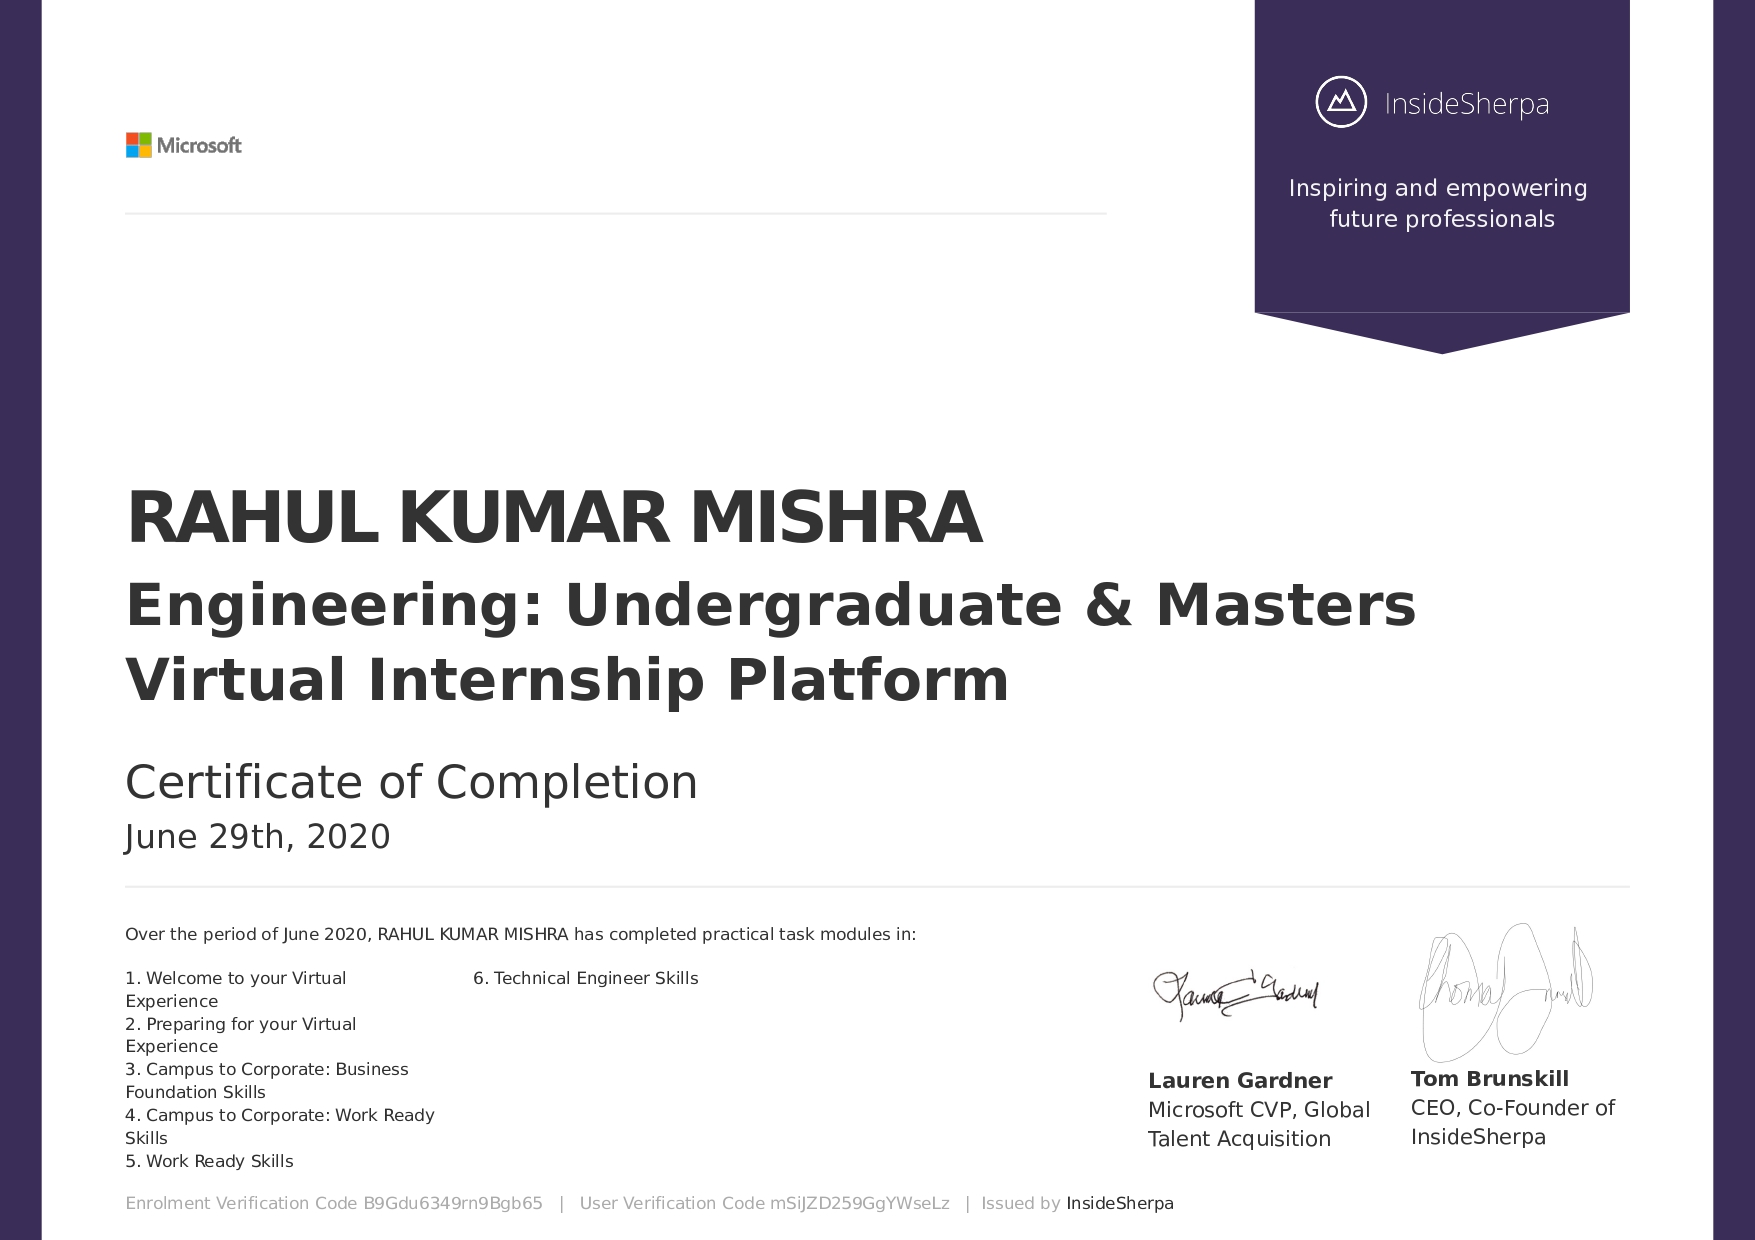 Microsoft
InsideSherpa
Inspiring and empowering
future professionals
RAHUL KUMAR MISHRA
Engineering: Undergraduate & Masters
Virtual Internship Platform
Certificate of Completion
June 29th, 2020
Over the period of June 2020, RAHUL KUMAR MISHRA has completed practical task modules in:
1. Welcome to your Virtual
Experience
2. Preparing for your Virtual
Experience
3. Campus to Corporate: Business
Foundation Skills
4. Campus to Corporate: Work Ready
Skills
5. Work Ready Skills
6. Technical Engineer Skills
Lauren Gardner
Microsoft CVP, Global
Talent Acquisition
Tom Brunskill
CEO, Co-Founder of
InsideSherpa
Enrolment Verification Code B9Gdu6349rn9Bgb65 | User Verification Code mSiJZD259GgYWseLz | Issued by InsideSherpa